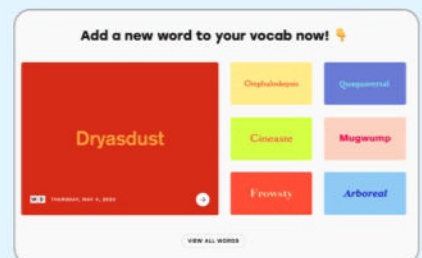 Add a new word to your vocab now! 👇
Dryasdust
THURSDAY, MAY 4, 2023
Omphaloskepsis
Quaquaversal
Cineaste
Mugwump
Frowsty
Arboreal
VIEW ALL WORDS